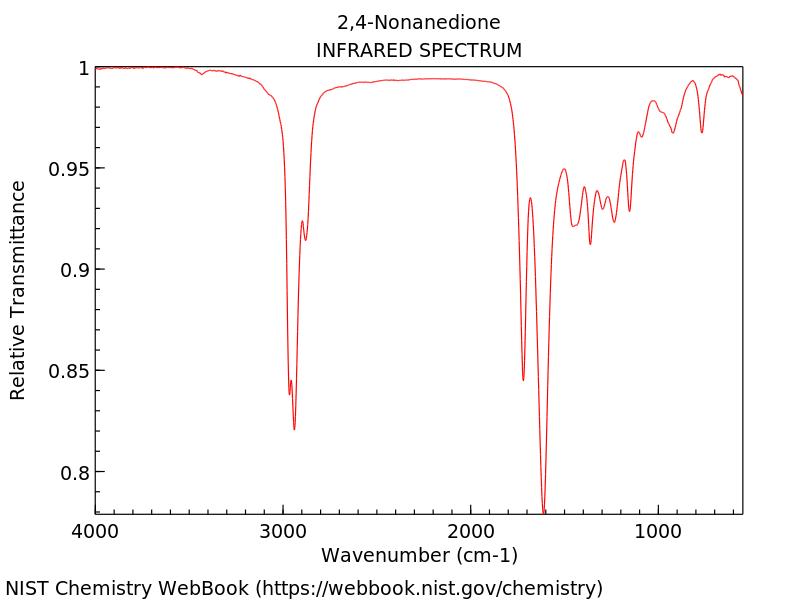 2,4-Nonanedione
INFRARED SPECTRUM
1
0.95
0.9
0.85
0.8
Relative Transmittance
4000 3000 2000 1000
Wavenumber (cm-1)
NIST Chemistry WebBook (https://webbook.nist.gov/chemistry)